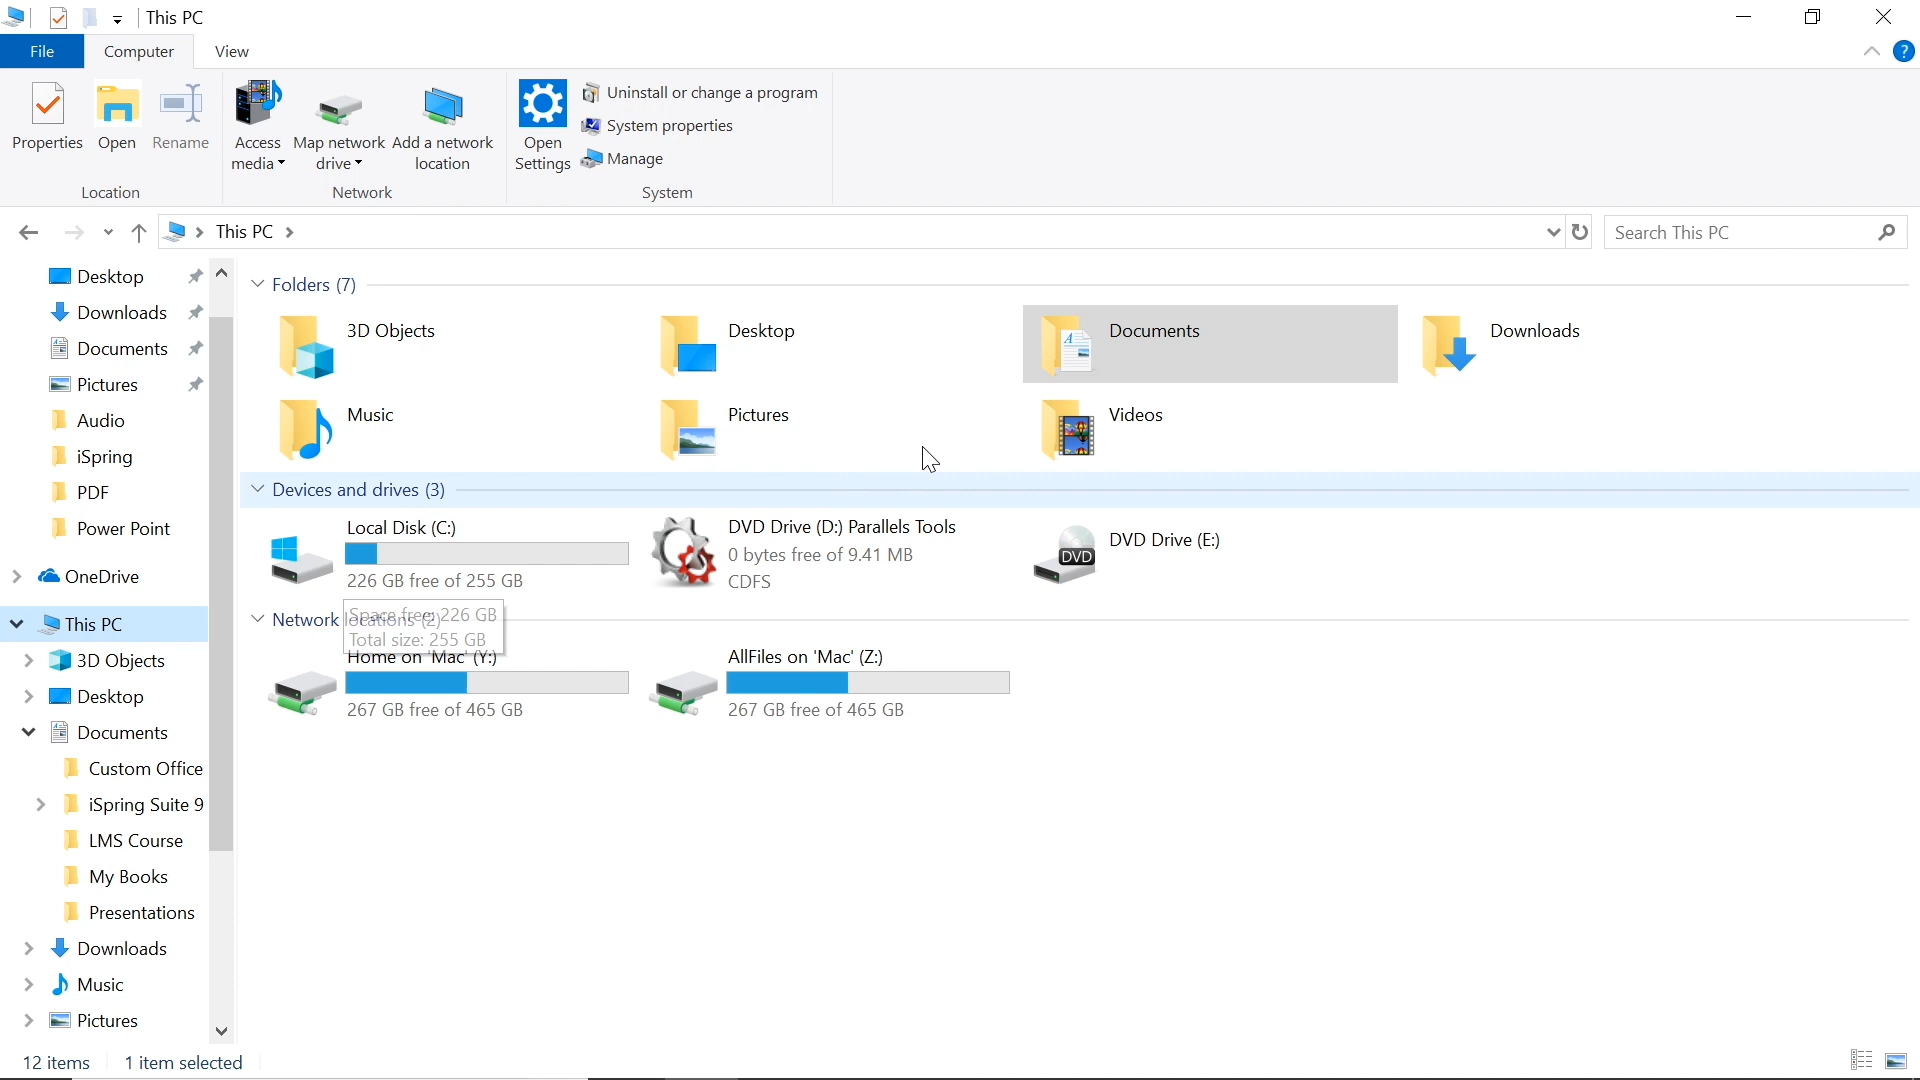 This PC
File
Computer
View
?
Properties
Open
Rename
Location
Access media
Map network drive
Add a network location
Network
Open Settings
Uninstall or change a program
System properties
Manage
System
This PC
Search This PC
Desktop
Downloads
Documents
Pictures
Audio
iSpring
PDF
Power Point
OneDrive
This PC
3D Objects
Desktop
Documents
Custom Office
iSpring Suite 9
LMS Course
My Books
Presentations
Downloads
Music
Pictures
Folders (7)
3D Objects
Desktop
Documents
Downloads
Music
Pictures
Videos
Devices and drives (3)
Local Disk (C:)
226 GB free of 255 GB
DVD Drive (D:) Parallels Tools
0 bytes free of 9.41 MB
CDFS
DVD
DVD Drive (E:)
Network locations (2)
Space free: 226 GB
Total size: 255 GB
Home on 'Mac' (Y:)
267 GB free of 465 GB
AllFiles on 'Mac' (Z:)
267 GB free of 465 GB
12 items
1 item selected